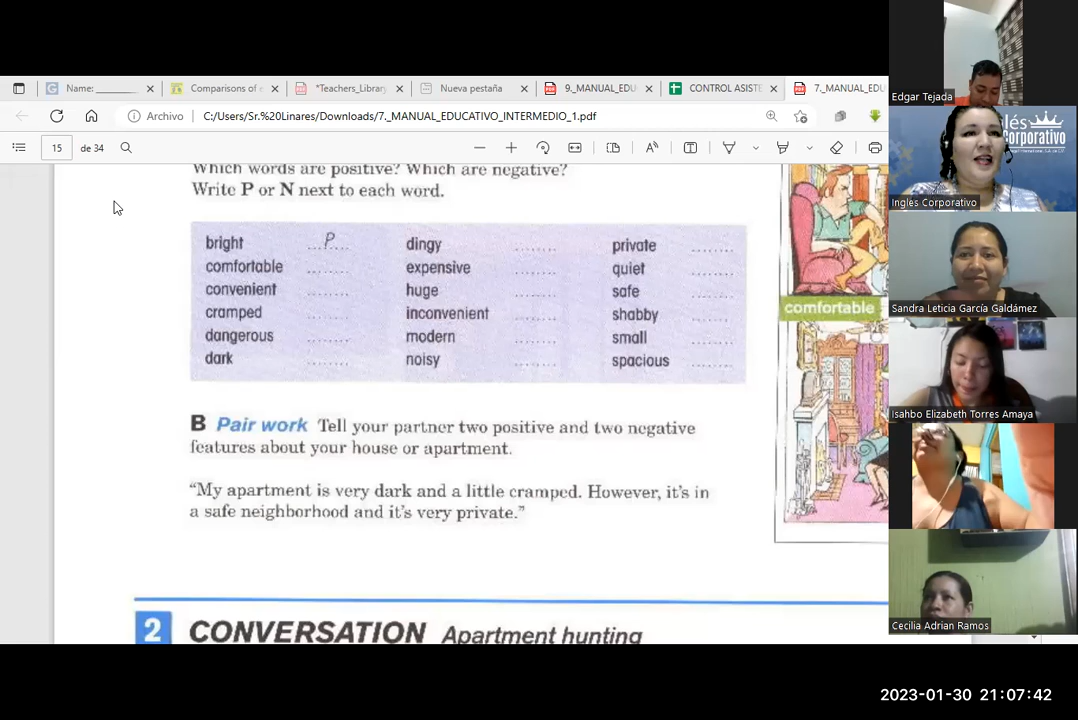 Name: ________
Comparisons of e
*Teachers_Library
Nueva pestaña
9._MANUAL_EDU
CONTROL ASISTE
7._MANUAL_EDU
Archivo
C:/Users/Sr.%20Linares/Downloads/7._MANUAL_EDUCATIVO_INTERMEDIO_1.pdf
15 de 34
Which words are positive? Which are negative?
Write P or N next to each word.
bright P dingy private
comfortable expensive quiet
convenient huge safe
cramped inconvenient shabby
dangerous modern small
dark noisy spacious
comfortable
B Pair work Tell your partner two positive and two negative
features about your house or apartment.
“My apartment is very dark and a little cramped. However, it's in
a safe neighborhood and it's very private.”
2 CONVERSATION Apartment hunting
Edgar Tejada
Inglés Corporativo
Sandra Leticia García Galdámez
Isahbo Elizabeth Torres Amaya
Cecilia Adrian Ramos
2023-01-30 21:07:42